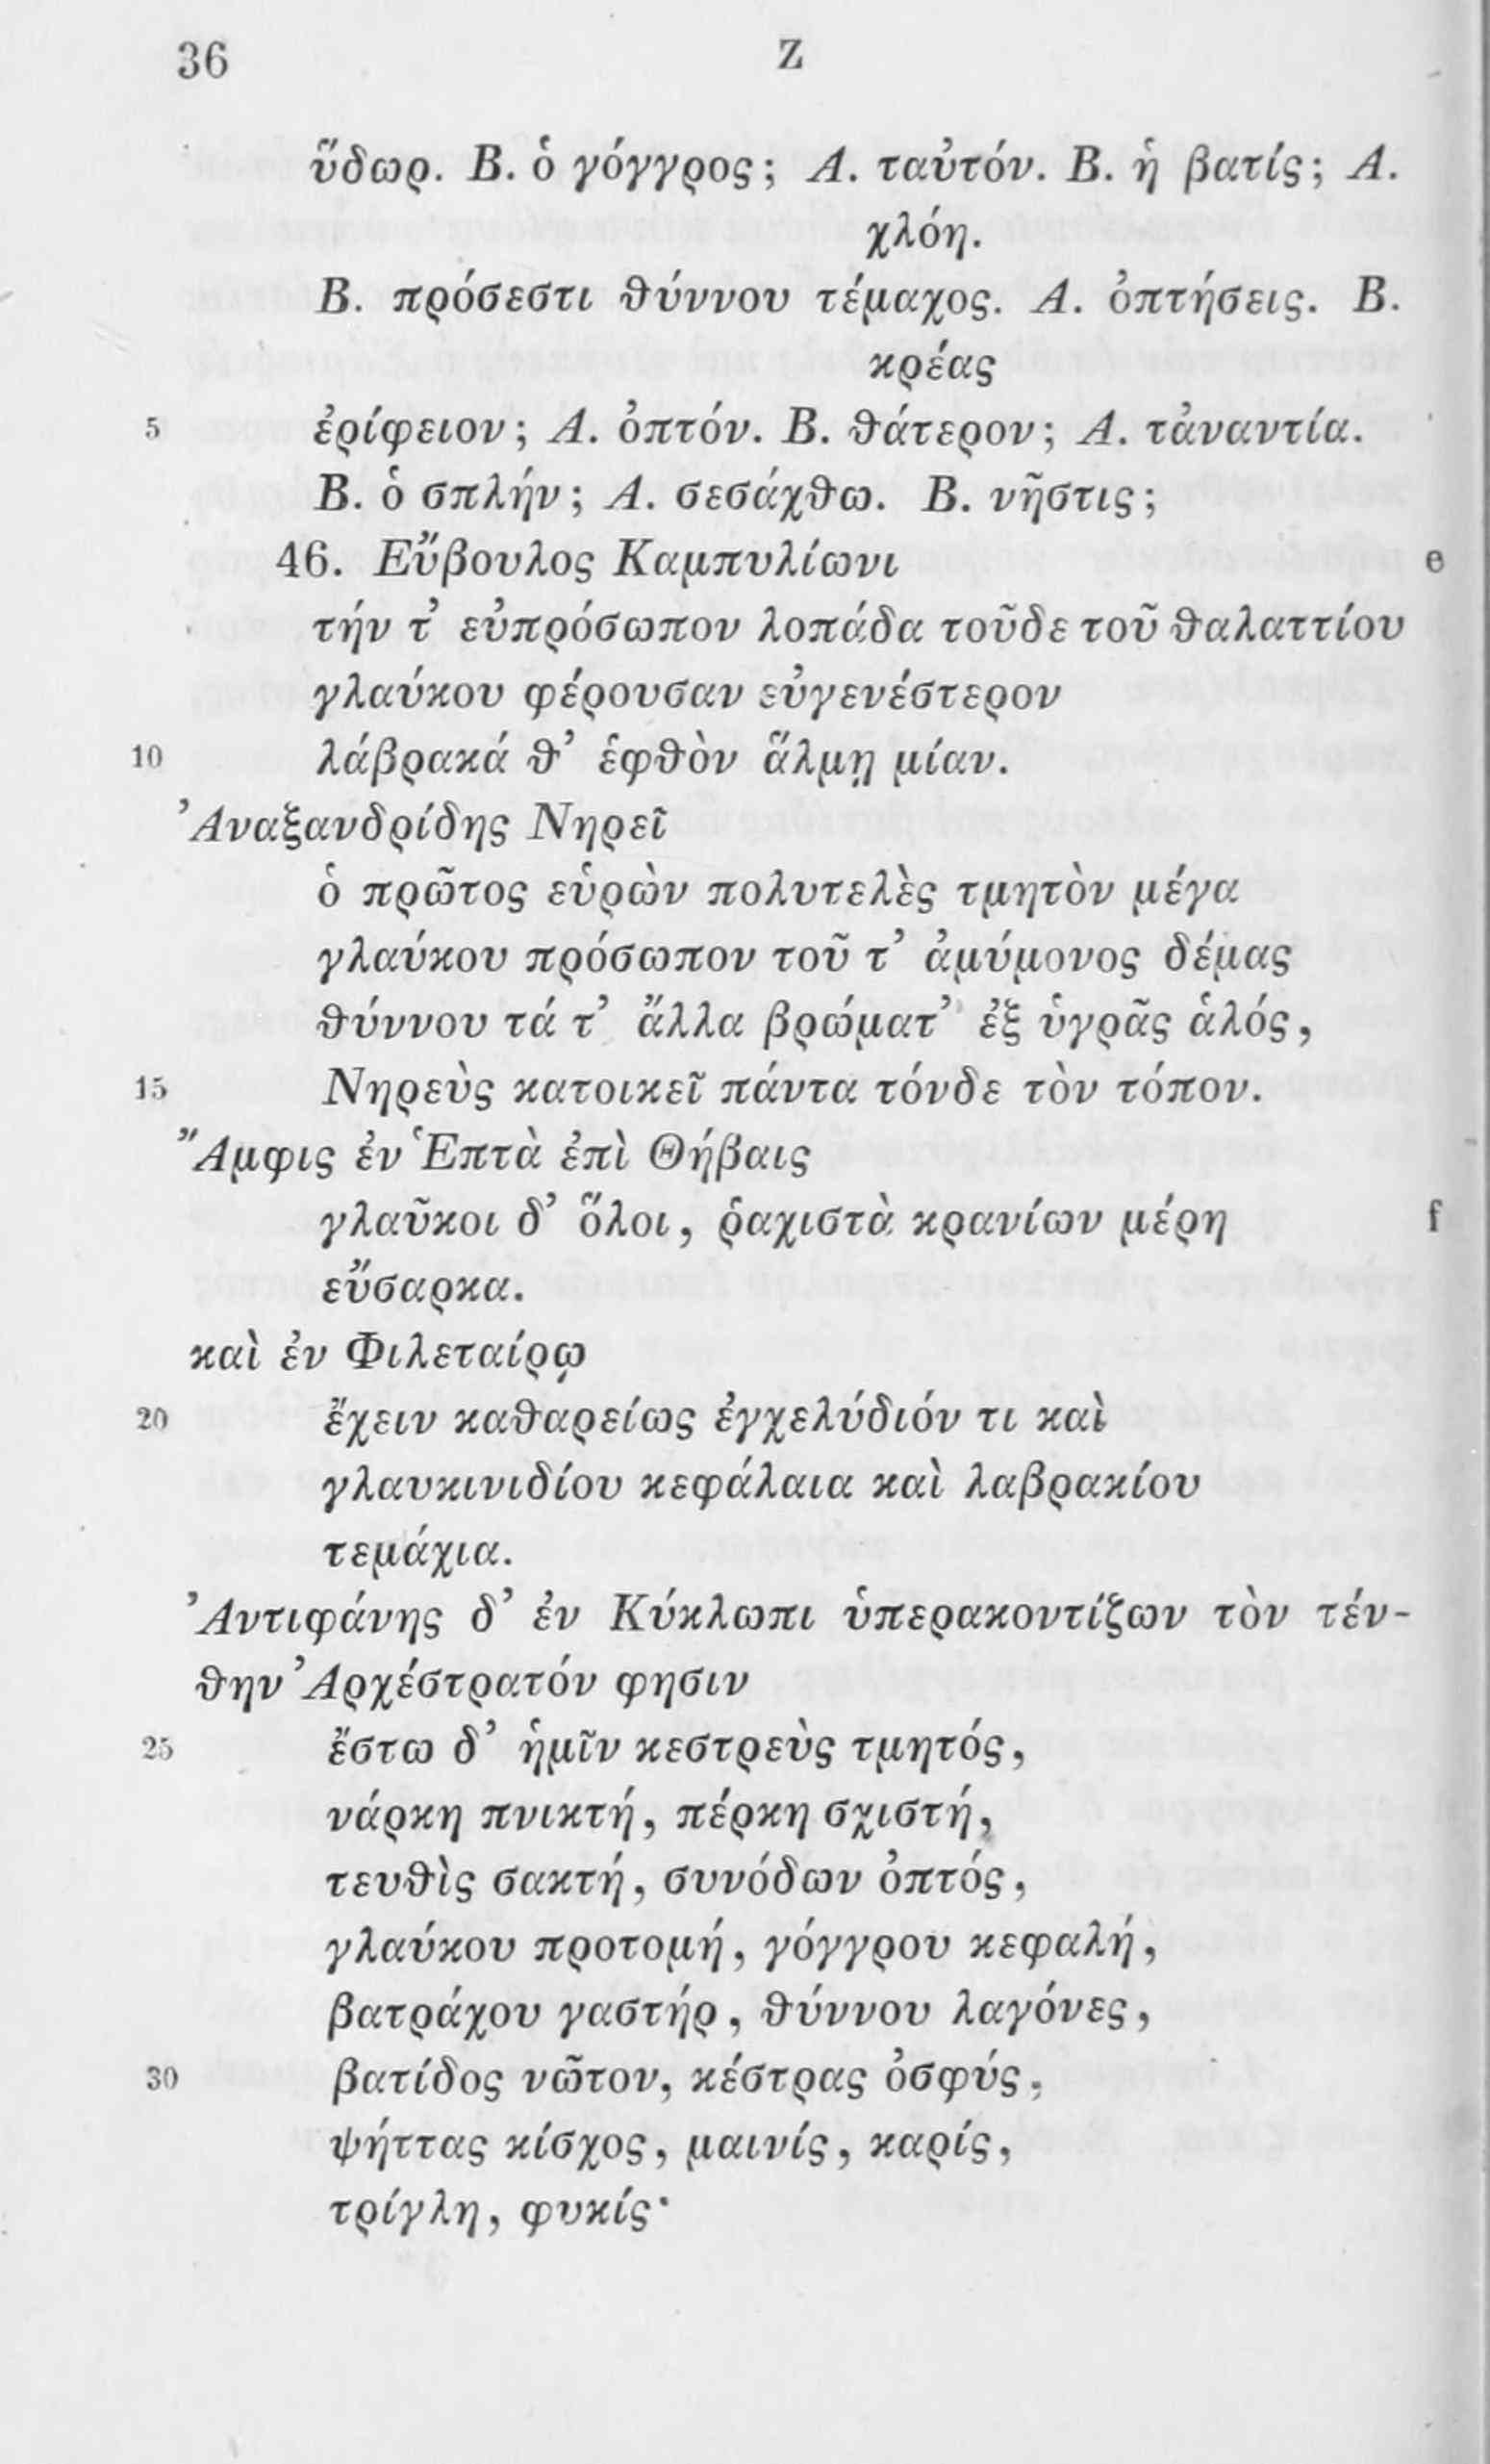 36 Z
ὕδωρ. Β. ὁ γόγγρος; Α. ταὐτόν. Β. ἡ βατίς; Α.
χλόη.
Β. πρόσεστι θύννου τέμαχος. Α. ὀπτήσεις. Β.
κρέας
5 ἐρίφειον; Α. ὀπτόν. Β. θάτερον; Α. τἀναντία.
Β. ὁ σπλήν; Α. σεσάχθω. Β. νῆστις;
46. Εὔβουλος Καμπυλίωνι e
τήν τ’ εὐπρόσωπον λοπάδα τοῦδε τοῦ θαλαττίου
γλαύκου φέρουσαν εὐγενέστερον
10 λάβρακά θ’ ἑφθὸν ἅλμῃ μίαν.
Ἀναξανδρίδης Νηρεῖ
ὁ πρῶτος εὑρὼν πολυτελὲς τμητὸν μέγα
γλαύκου πρόσωπον τοῦ τ’ ἀμύμονος δέμας
θύννου τά τ’ ἄλλα βρώματ’ ἐξ ὑγρᾶς ἁλός,
15 Νηρεὺς κατοικεῖ πάντα τόνδε τὸν τόπον.
Ἄμφις ἐν Ἑπτὰ ἐπὶ Θήβαις
γλαῦκοι δ’ ὅλοι, ῥαχιστὰ κρανίων μέρη f
εὔσαρκα.
καὶ ἐν Φιλεταίρῳ
20 ἔχειν καθαρείως ἐγχελύδιόν τι καὶ
γλαυκινιδίου κεφάλαια καὶ λαβρακίου
τεμάχια.
Ἀντιφάνης δ’ ἐν Κύκλωπι ὑπερακοντίζων τὸν τέν-
θην Ἀρχέστρατόν φησιν
25 ἔστω δ’ ἡμῖν κεστρεὺς τμητός,
νάρκη πνικτή, πέρκη σχιστή,
τευθὶς σακτή, συνόδων ὀπτός,
γλαύκου προτομή, γόγγρου κεφαλή,
βατράχου γαστήρ, θύννου λαγόνες,
30 βατίδος νῶτον, κέστρας ὀσφύς,
ψήττας κίσχος, μαινίς, καρίς,
τρίγλη, φυκίς·